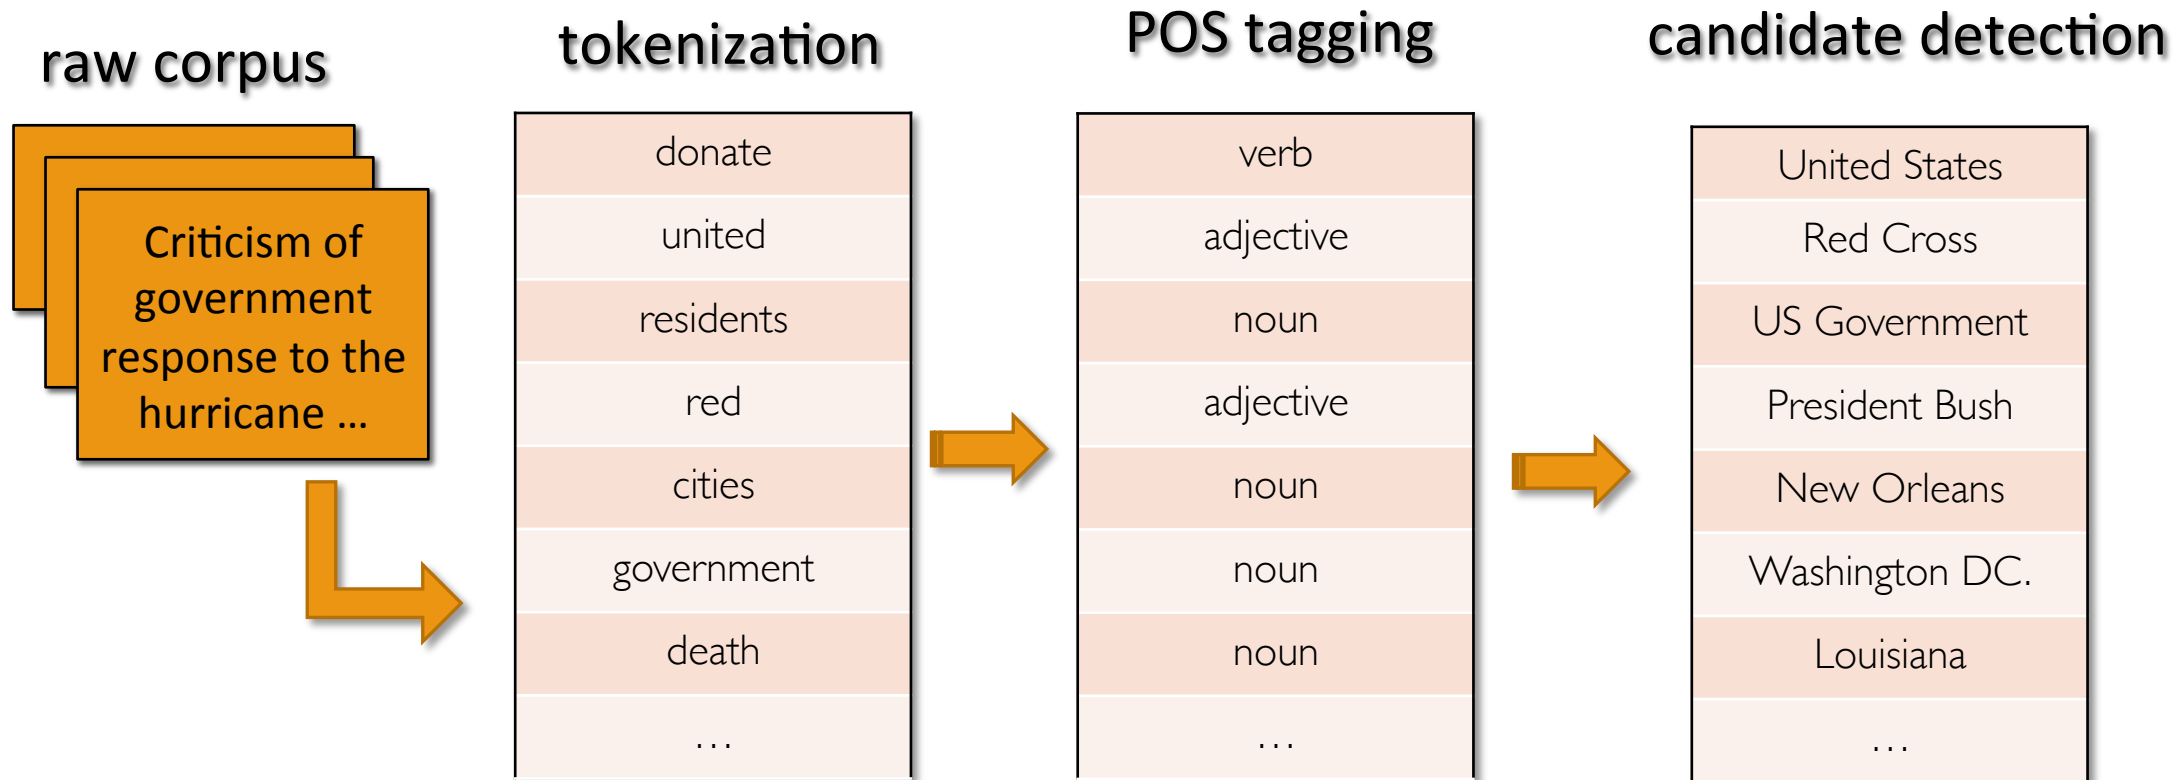 raw corpus
Criticism of
government
response to the
hurricane ...
tokenization
donate
united
residents
red
cities
government
death
...
POS tagging
verb
adjective
noun
adjective
noun
noun
noun
...
candidate detection
United States
Red Cross
US Government
President Bush
New Orleans
Washington DC.
Louisiana
...